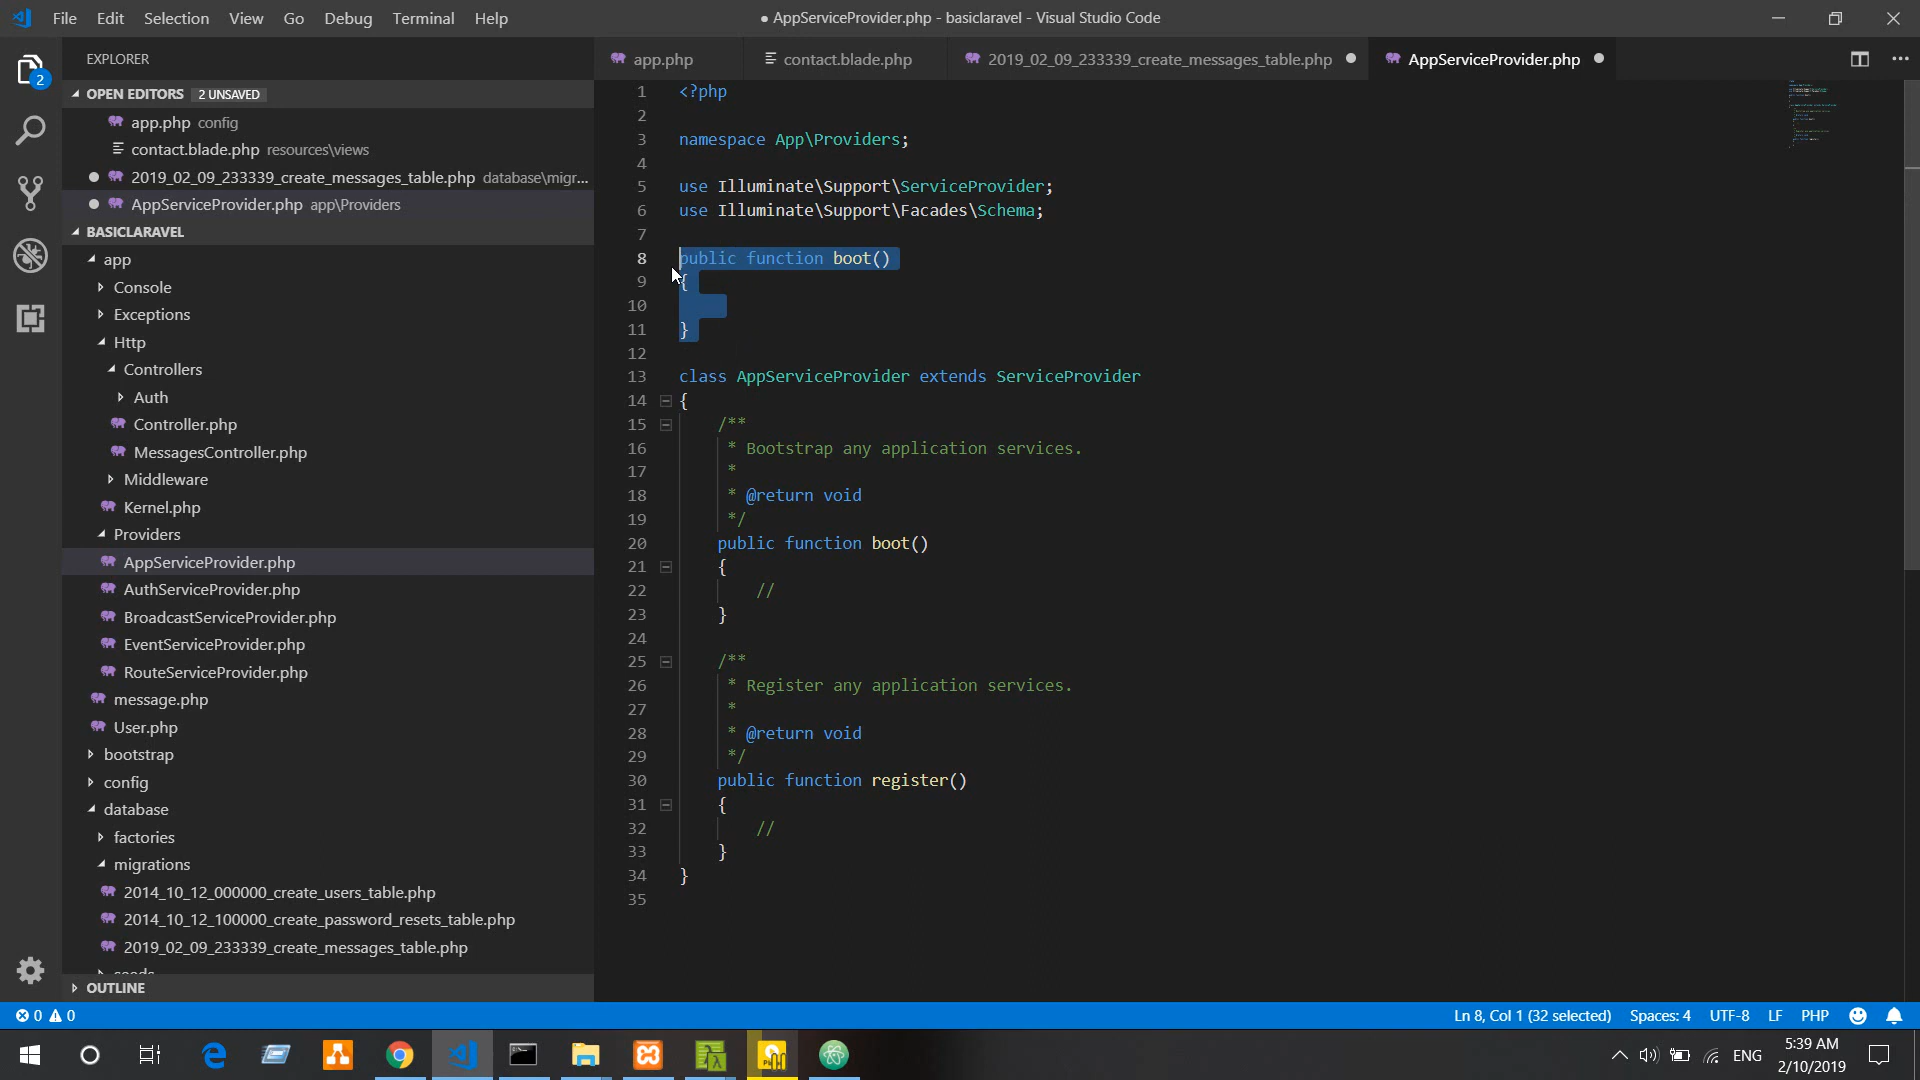 File Edit Selection View Go Debug Terminal Help
● AppServiceProvider.php - basiclaravel - Visual Studio Code
2
EXPLORER
OPEN EDITORS 2 UNSAVED
app.php config
contact.blade.php resources\views
2019_02_09_233339_create_messages_table.php database\migr...
AppServiceProvider.php app\Providers
BASICLARAVEL
app
Console
Exceptions
Http
Controllers
Auth
Controller.php
MessagesController.php
Middleware
Kernel.php
Providers
AppServiceProvider.php
AuthServiceProvider.php
BroadcastServiceProvider.php
EventServiceProvider.php
RouteServiceProvider.php
message.php
User.php
bootstrap
config
database
factories
migrations
2014_10_12_000000_create_users_table.php
2014_10_12_100000_create_password_resets_table.php
2019_02_09_233339_create_messages_table.php
OUTLINE
app.php contact.blade.php 2019_02_09_233339_create_messages_table.php AppServiceProvider.php
1 <?php
2
3 namespace App\Providers;
4
5 use Illuminate\Support\ServiceProvider;
6 use Illuminate\Support\Facades\Schema;
7
8 public function boot()
9 {
10
11 }
12
13 class AppServiceProvider extends ServiceProvider
14 {
15 /**
16 * Bootstrap any application services.
17 *
18 * @return void
19 */
20 public function boot()
21 {
22 //
23 }
24
25 /**
26 * Register any application services.
27 *
28 * @return void
29 */
30 public function register()
31 {
32 //
33 }
34 }
35
0 0
Ln 8, Col 1 (32 selected) Spaces: 4 UTF-8 LF PHP
ENG
5:39 AM
2/10/2019